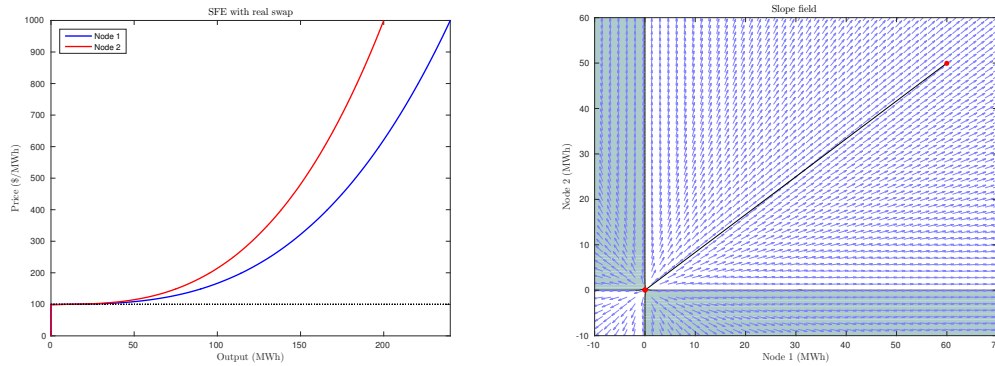 SFE with real swap
1000
900
800
700
600
500
400
300
200
100
0
Price ($/MWh)
Node 1
Node 2
0 50 100 150 200
Output (MWh)
Slope field
60
50
40
30
20
10
0
-10
Node 2 (MWh)
-10 0 10 20 30 40 50 60 70
Node 1 (MWh)